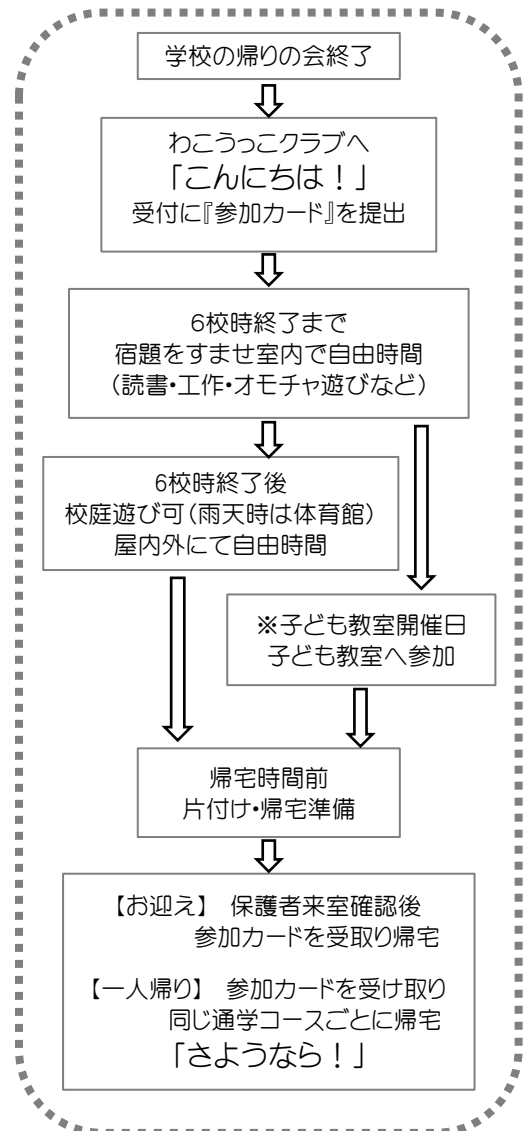 学校の帰りの会終了
わこうっこクラブへ
「こんにちは！」
受付に『参加カード』を提出
6校時終了まで
宿題をすませ室内で自由時間
（読書・工作・オモチャ遊びなど）
6校時終了後
校庭遊び可（雨天時は体育館）
屋内外にて自由時間
※子ども教室開催日
子ども教室へ参加
帰宅時間前
片付け・帰宅準備
【お迎え】 保護者来室確認後
参加カードを受取り帰宅
【一人帰り】 参加カードを受け取り
同じ通学コースごとに帰宅
「さようなら！」